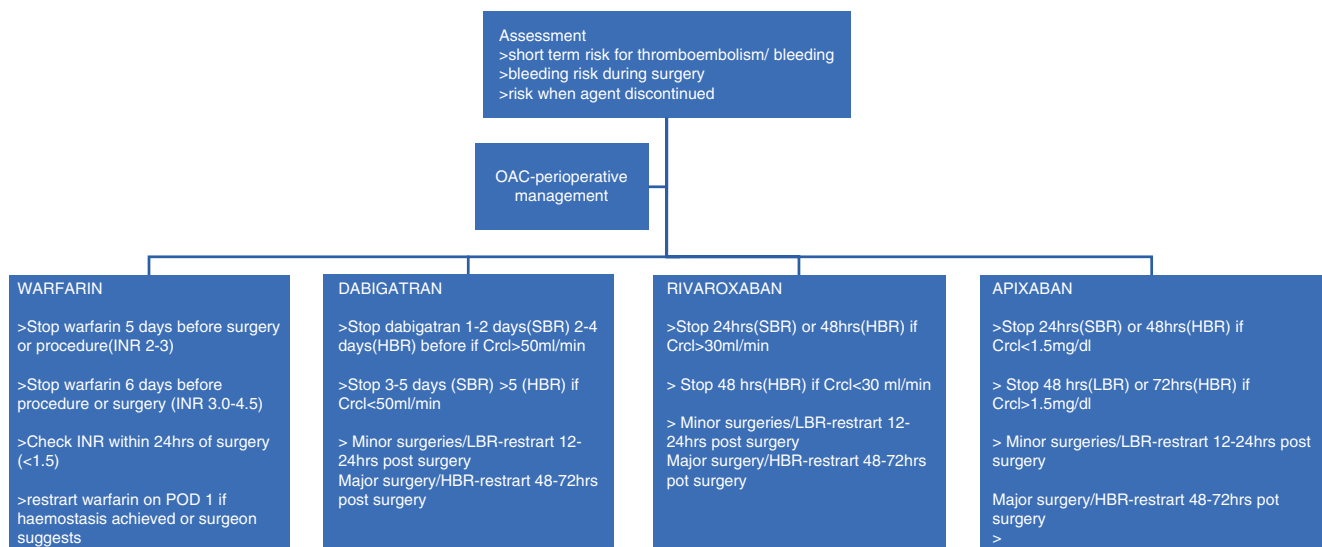 Assessment
>short term risk for thromboembolism/ bleeding
>bleeding risk during surgery
>risk when agent discontinued
OAC-perioperative
management
WARFARIN
>Stop warfarin 5 days before surgery
or procedure(INR 2-3)
>Stop warfarin 6 days before
procedure or surgery (INR 3.0-4.5)
>Check INR within 24hrs of surgery
(<1.5)
>restrart warfarin on POD 1 if
haemostasis achieved or surgeon
suggests
DABIGATRAN
>Stop dabigatran 1-2 days(SBR) 2-4
days(HBR) before if Crcl>50ml/min
>Stop 3-5 days (SBR) >5 (HBR) if
Crcl<50ml/min
> Minor surgeries/LBR-restrart 12-
24hrs post surgery
Major surgery/HBR-restrart 48-72hrs
post surgery
RIVAROXABAN
>Stop 24hrs(SBR) or 48hrs(HBR) if
Crcl>30ml/min
> Stop 48 hrs(HBR) if Crcl<30 ml/min
> Minor surgeries/LBR-restrart 12-
24hrs post surgery
Major surgery/HBR-restrart 48-72hrs
pot surgery
APIXABAN
>Stop 24hrs(SBR) or 48hrs(HBR) if
Crcl<1.5mg/dl
> Stop 48 hrs(LBR) or 72hrs(HBR) if
Crcl>1.5mg/dl
> Minor surgeries/LBR-restrart 12-24hrs post
surgery
Major surgery/HBR-restrart 48-72hrs pot
surgery
>